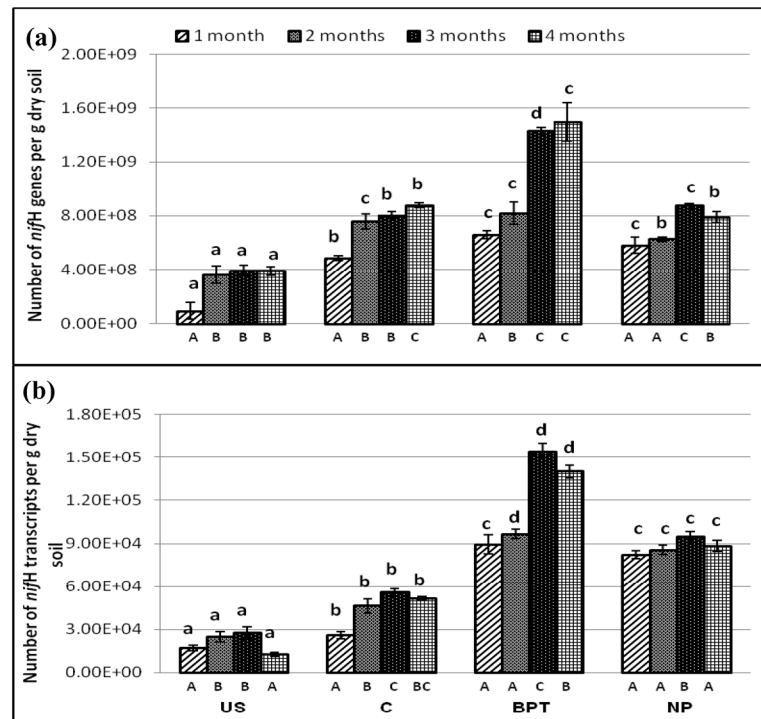 (a)
1 month 2 months 3 months 4 months
Number of nifH genes per g dry soil
2.00E+09
1.60E+09
1.20E+09
8.00E+08
4.00E+08
0.00E+00
a a a a b c b b c c d c c b c b
A B B B A B B C A B C C A A C B
(b)
Number of nifH transcripts per g dry
soil
1.80E+05
1.50E+05
1.20E+05
9.00E+04
6.00E+04
3.00E+04
0.00E+00
a a a a b b b b c d d d c c c c
A B B A A B C BC A A C B A A B A
US C BPT NP